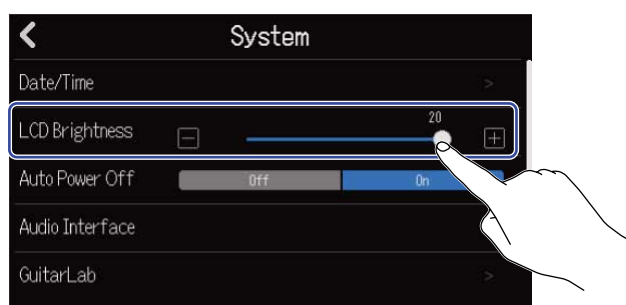 System
Date/Time
20
LCD Brightness
Auto Power Off Off On
Audio Interface
GuitarLab